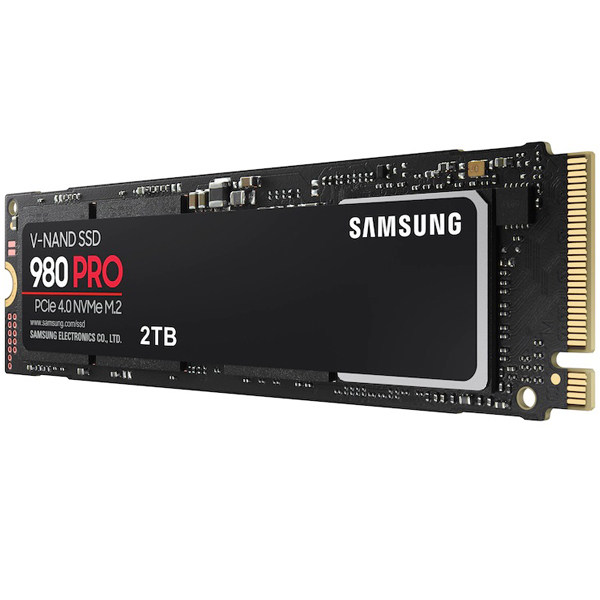 V-NAND SSD
980 PRO
PCIe 4.0 NVMe M.2
www.samsung.com/ssd
SAMSUNG ELECTRONICS CO., LTD.
2TB
SAMSUNG